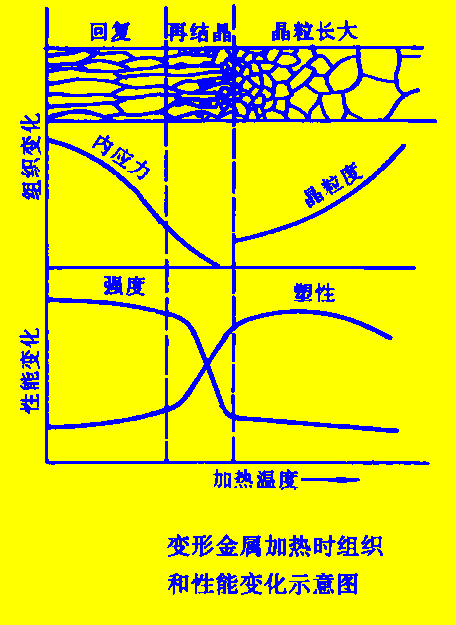 回复 再结晶 晶粒长大
组织变化
内应力
晶粒度
强度
塑性
性能变化
加热温度
变形金属加热时组织
和性能变化示意图